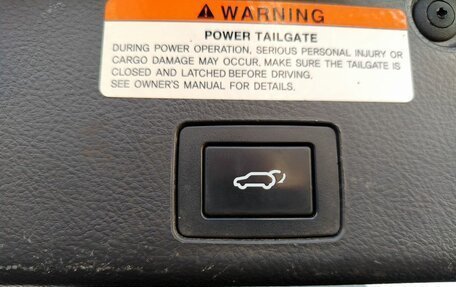 WARNING
POWER TAILGATE
DURING POWER OPERATION, SERIOUS PERSONAL INJURY OR
CARGO DAMAGE MAY OCCUR, MAKE SURE THE TAILGATE IS
CLOSED AND LATCHED BEFORE DRIVING.
SEE OWNER'S MANUAL FOR DETAILS.